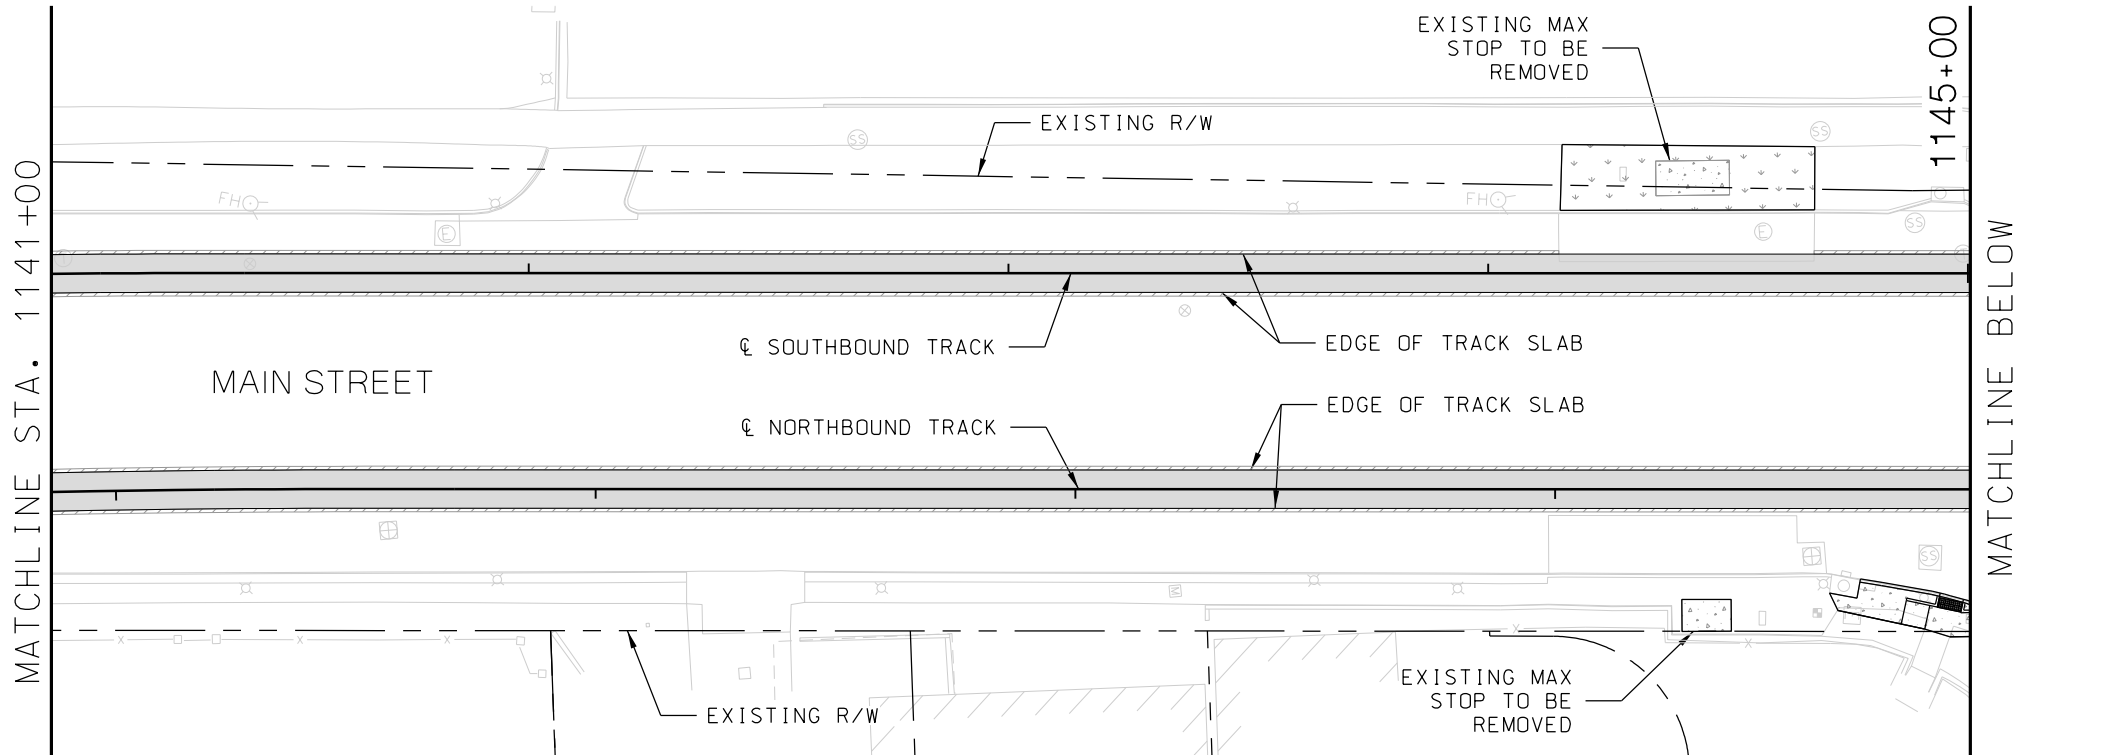 EXISTING MAX
STOP TO BE
REMOVED
1145+00
EXISTING R/W
SS
SS
MATCHLINE STA. 1141+00
FH
FH
SS
E
E
MATCHLINE BELOW
℄ SOUTHBOUND TRACK
EDGE OF TRACK SLAB
MAIN STREET
EDGE OF TRACK SLAB
℄ NORTHBOUND TRACK
SS
M
EXISTING MAX
STOP TO BE
REMOVED
EXISTING R/W